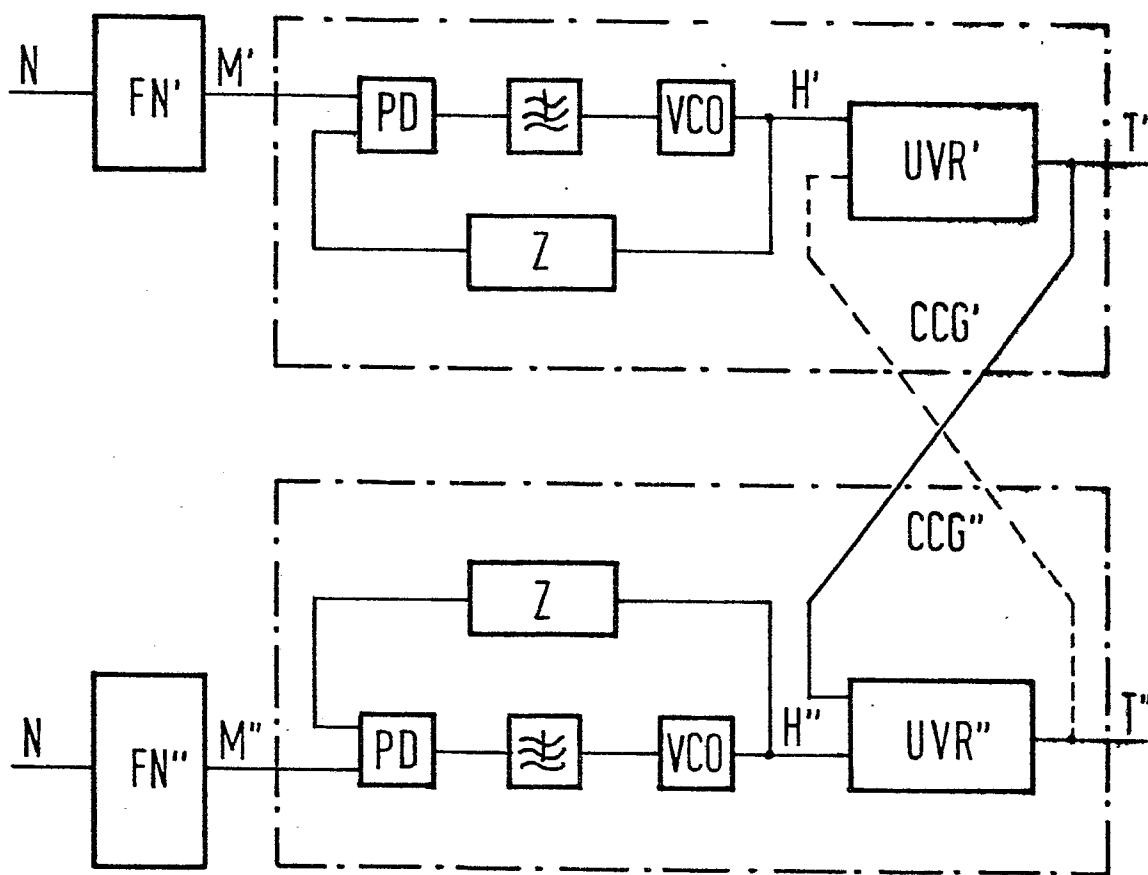 N
FN'
M'
PD
VCO
H'
UVR'
T'
Z
CCG'
CCG"
Z
N
FN"
M"
PD
VCO
H"
UVR"
T"